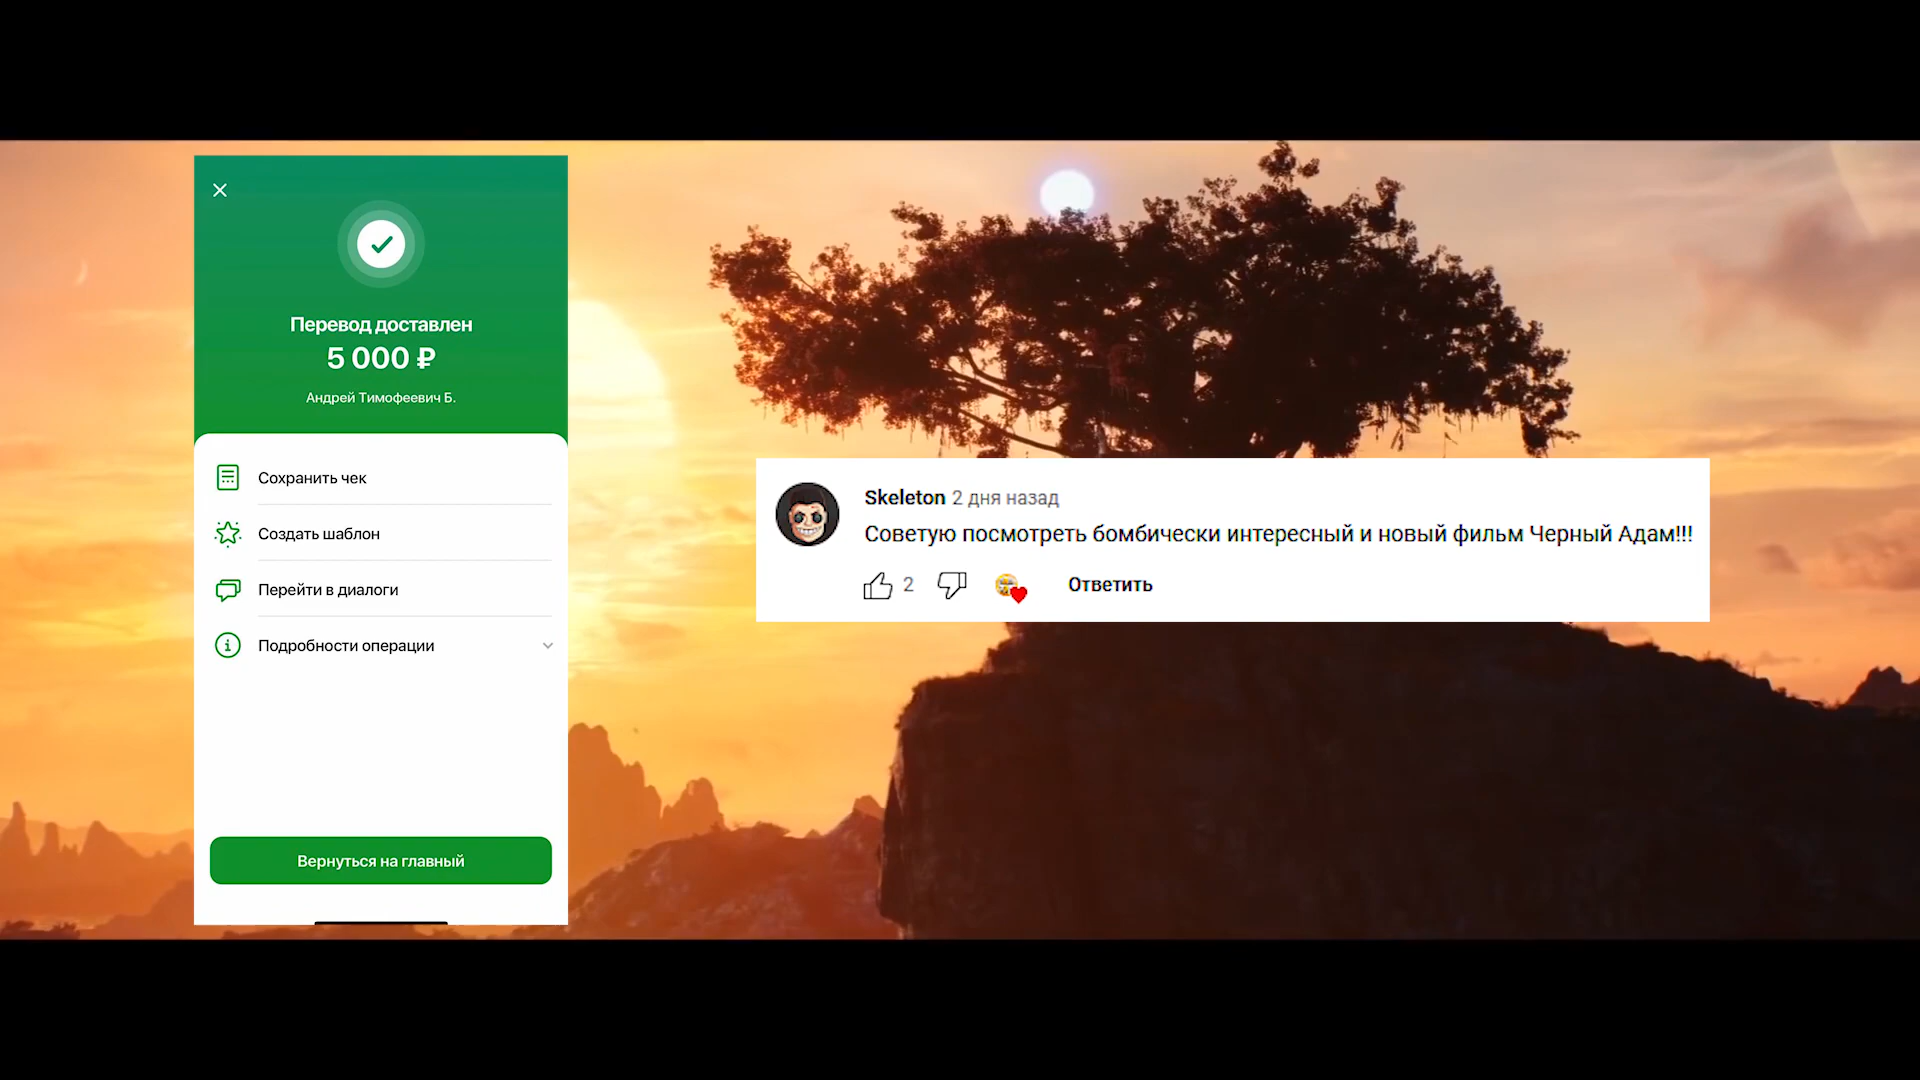 Перевод доставлен
5 000 ₽
Андрей Тимофеевич Б.
Сохранить чек
Создать шаблон
Перейти в диалоги
Подробности операции
Вернуться на главный
Skeleton 2 дня назад
Советую посмотреть бомбически интересный и новый фильм Черный Адам!!!
2
Ответить